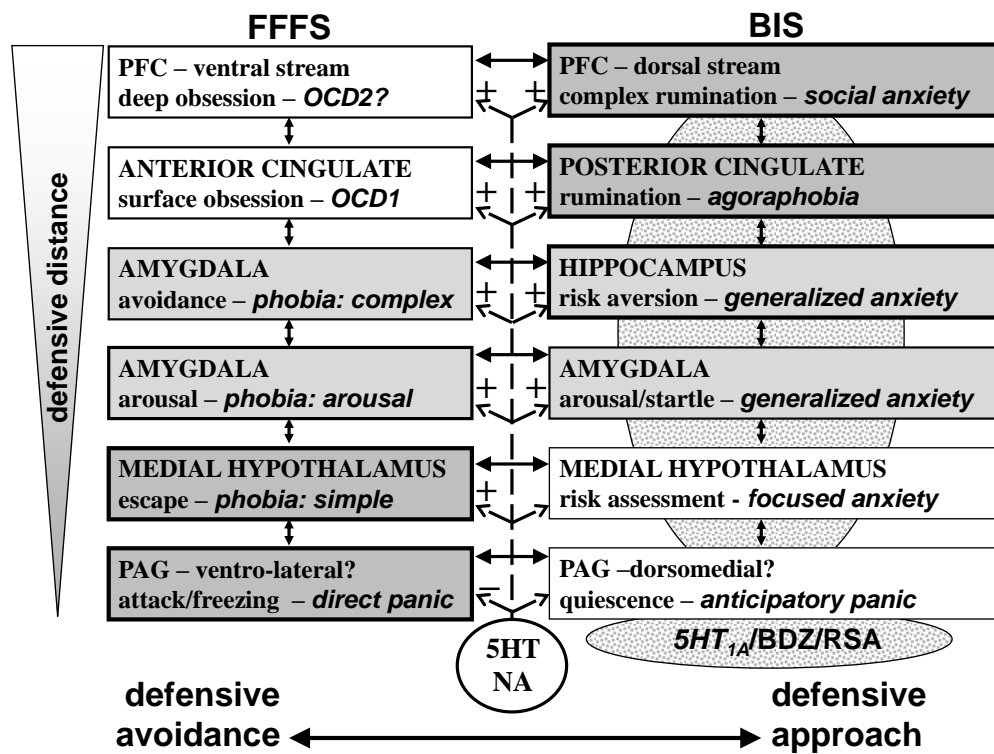 FFFS
BIS
defensive distance
PFC – ventral stream
deep obsession – OCD2?
PFC – dorsal stream
complex rumination – social anxiety
+ +
ANTERIOR CINGULATE
surface obsession – OCD1
POSTERIOR CINGULATE
rumination – agoraphobia
+ +
AMYGDALA
avoidance – phobia: complex
HIPPOCAMPUS
risk aversion – generalized anxiety
+ +
AMYGDALA
arousal – phobia: arousal
AMYGDALA
arousal/startle – generalized anxiety
+ +
MEDIAL HYPOTHALAMUS
escape – phobia: simple
MEDIAL HYPOTHALAMUS
risk assessment - focused anxiety
+
PAG – ventro-lateral?
attack/freezing – direct panic
PAG –dorsomedial?
quiescence – anticipatory panic
–
5HT
NA
5HT1A/BDZ/RSA
defensive
avoidance
defensive
approach